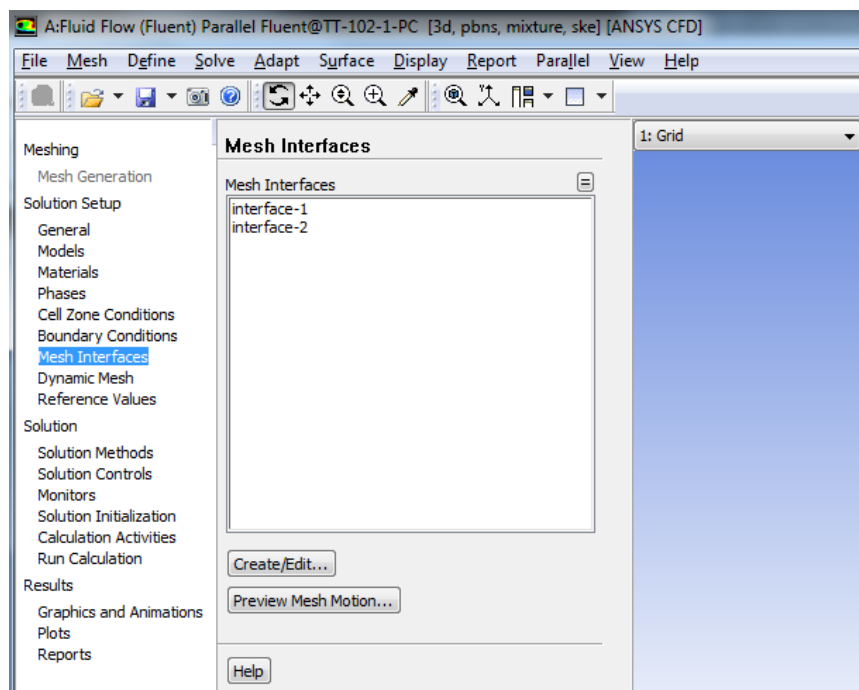 A:Fluid Flow (Fluent) Parallel Fluent@TT-102-1-PC [3d, pbns, mixture, ske] [ANSYS CFD]
File Mesh Define Solve Adapt Surface Display Report Parallel View Help
Meshing
Mesh Generation
Solution Setup
General
Models
Materials
Phases
Cell Zone Conditions
Boundary Conditions
Mesh Interfaces
Dynamic Mesh
Reference Values
Solution
Solution Methods
Solution Controls
Monitors
Solution Initialization
Calculation Activities
Run Calculation
Results
Graphics and Animations
Plots
Reports
Mesh Interfaces
Mesh Interfaces
interface-1
interface-2
Create/Edit...
Preview Mesh Motion...
Help
1: Grid